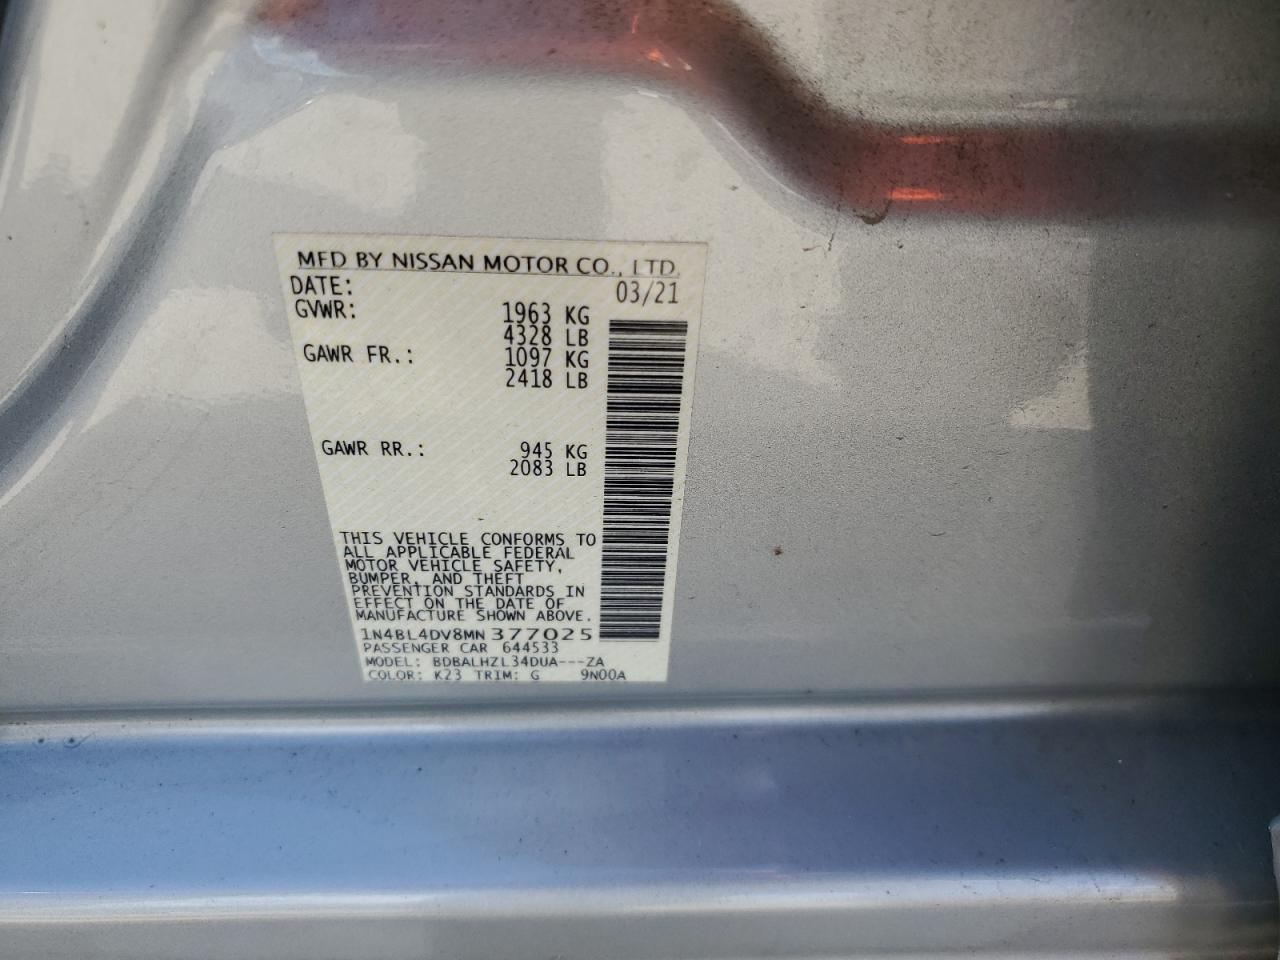 MFD BY NISSAN MOTOR CO., LTD.
DATE: 03/21
GVWR: 1963 KG
4328 LB
GAWR FR.: 1097 KG
2418 LB
GAWR RR.: 945 KG
2083 LB
THIS VEHICLE CONFORMS TO
ALL APPLICABLE FEDERAL
MOTOR VEHICLE SAFETY,
BUMPER, AND THEFT
PREVENTION STANDARDS IN
EFFECT ON THE DATE OF
MANUFACTURE SHOWN ABOVE.
1N4BL4DV8MN377025
PASSENGER CAR 644533
MODEL: BDBALHZL34DUA---ZA
COLOR: K23 TRIM: G 9N00A